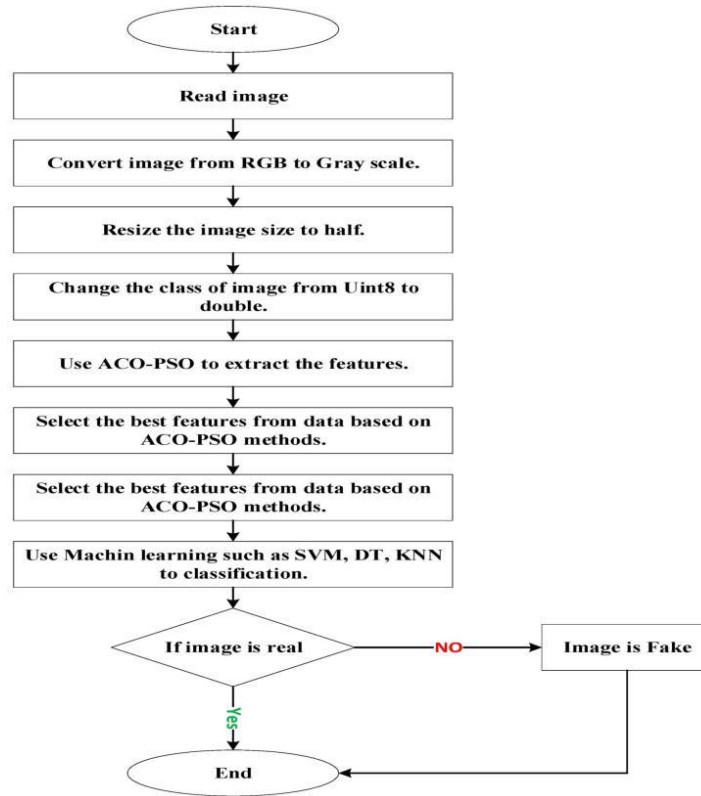 Start
Read image
Convert image from RGB to Gray scale.
Resize the image size to half.
Change the class of image from Uint8 to
double.
Use ACO-PSO to extract the features.
Select the best features from data based on
ACO-PSO methods.
Select the best features from data based on
ACO-PSO methods.
Use Machin learning such as SVM, DT, KNN
to classification.
If image is real
NO
Image is Fake
Yes
End